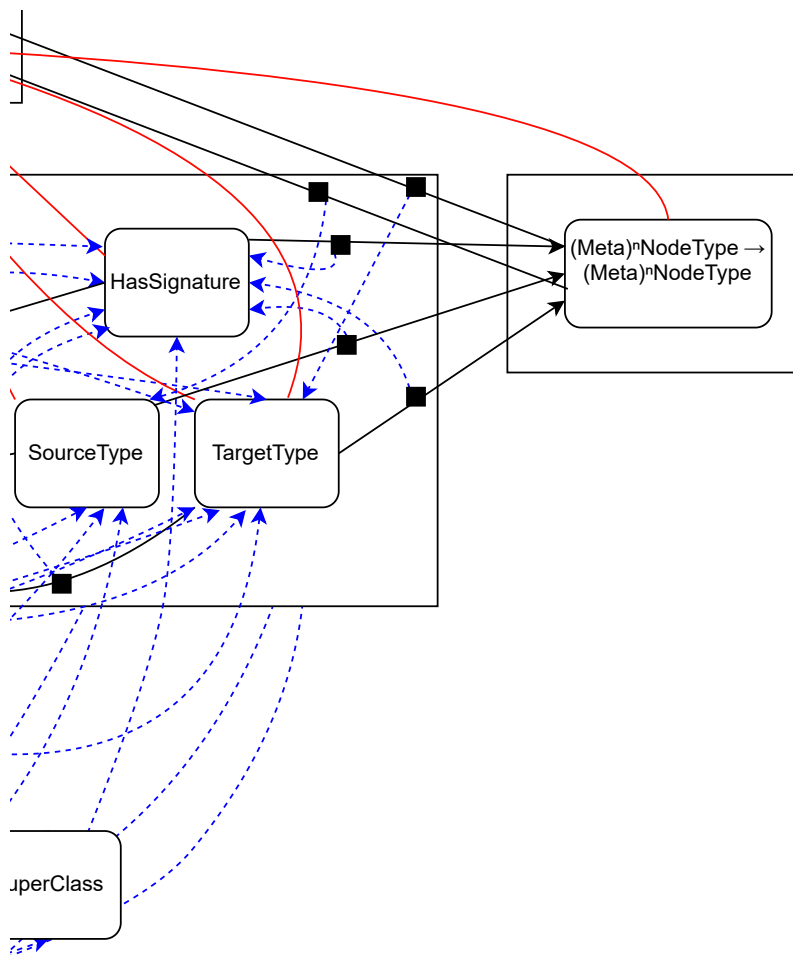 (Meta)ⁿNodeType →
(Meta)ⁿNodeType
HasSignature
SourceType
TargetType
uperClass